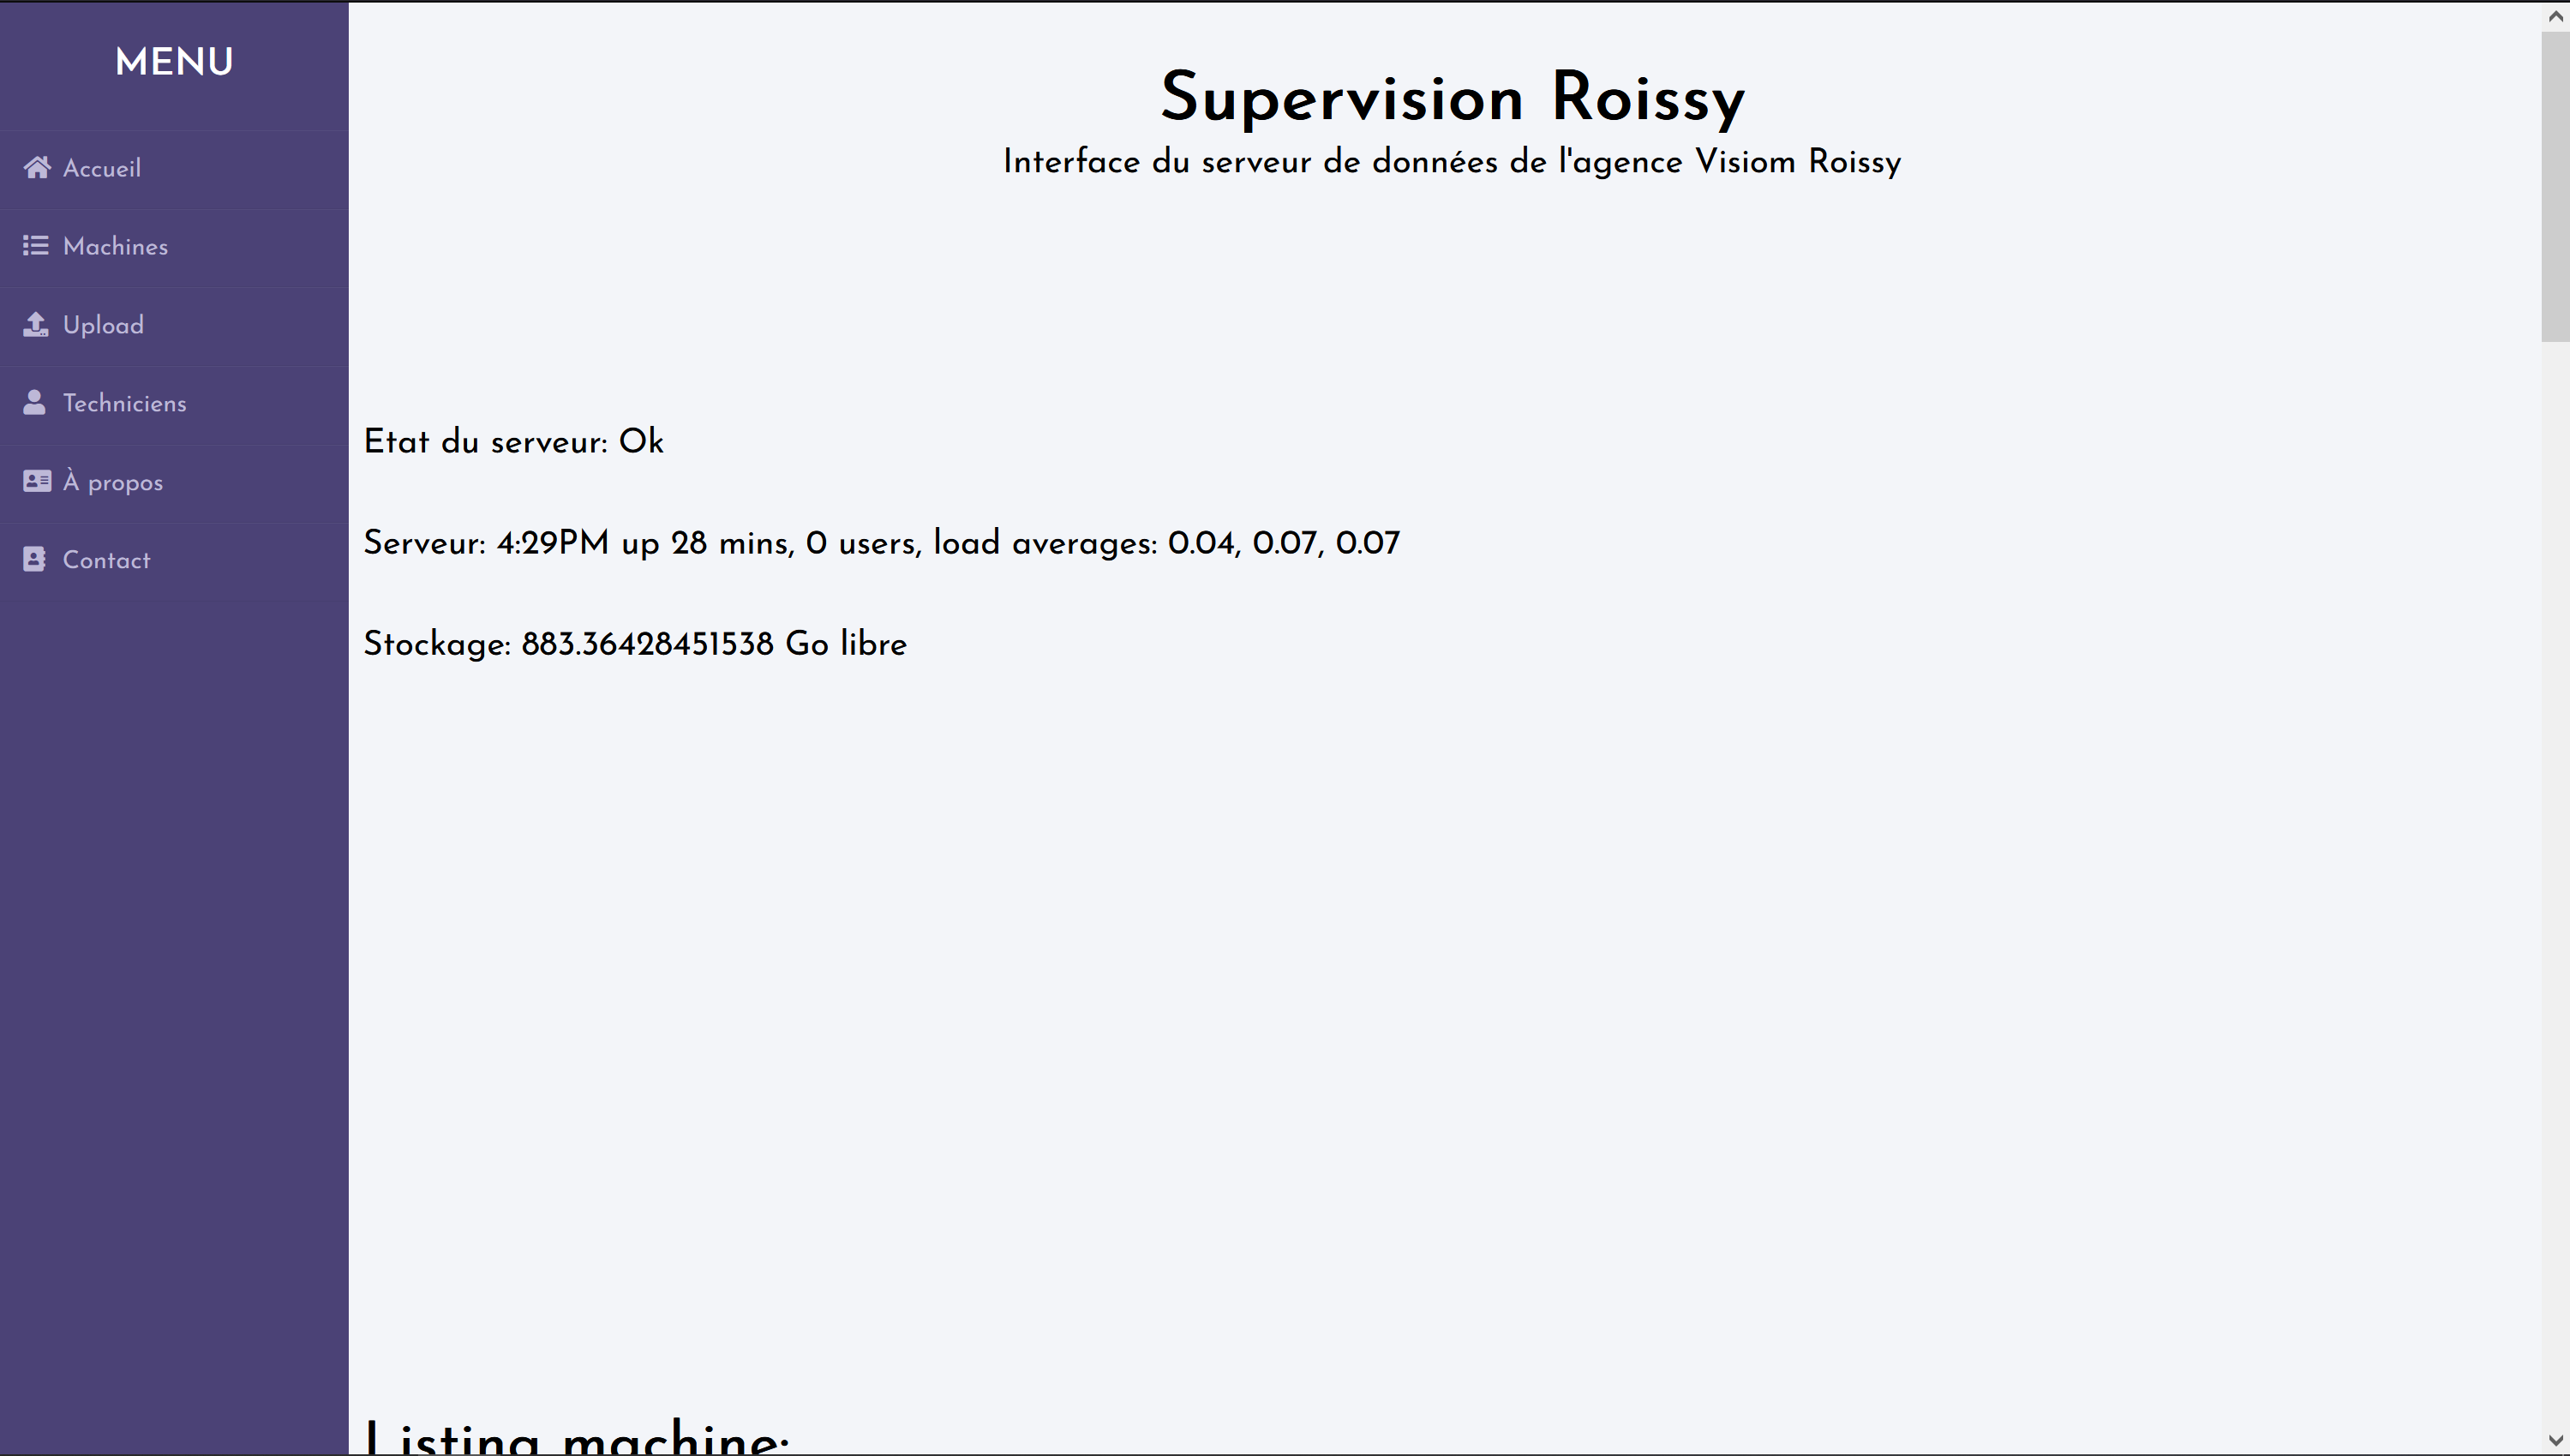 MENU
Accueil
Machines
Upload
Techniciens
À propos
Contact
Supervision Roissy
Interface du serveur de données de l'agence Visiom Roissy
Etat du serveur: Ok
Serveur: 4:29PM up 28 mins, 0 users, load averages: 0.04, 0.07, 0.07
Stockage: 883.36428451538 Go libre
Listing machine: